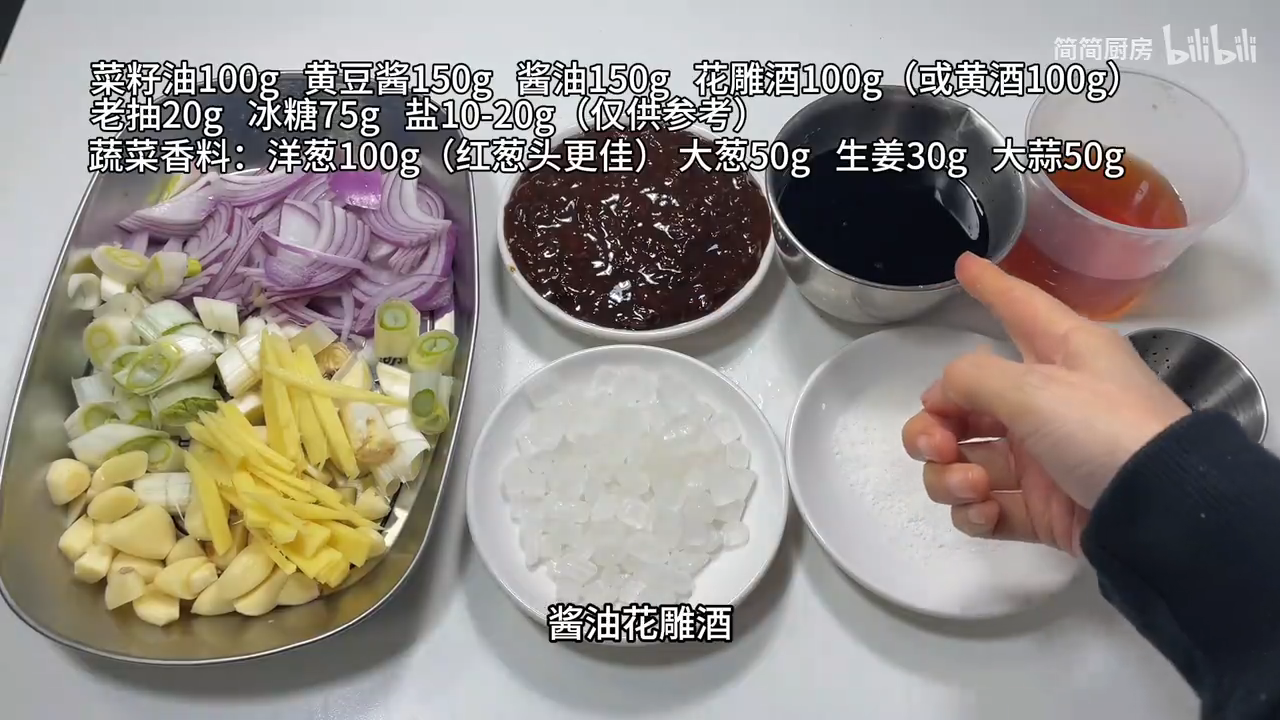 简简厨房 bilibili
菜籽油100g 黄豆酱150g 酱油150g 花雕酒100g（或黄酒100g）
老抽20g 冰糖75g 盐10-20g（仅供参考）
蔬菜香料：洋葱100g（红葱头更佳） 大葱50g 生姜30g 大蒜50g
酱油花雕酒